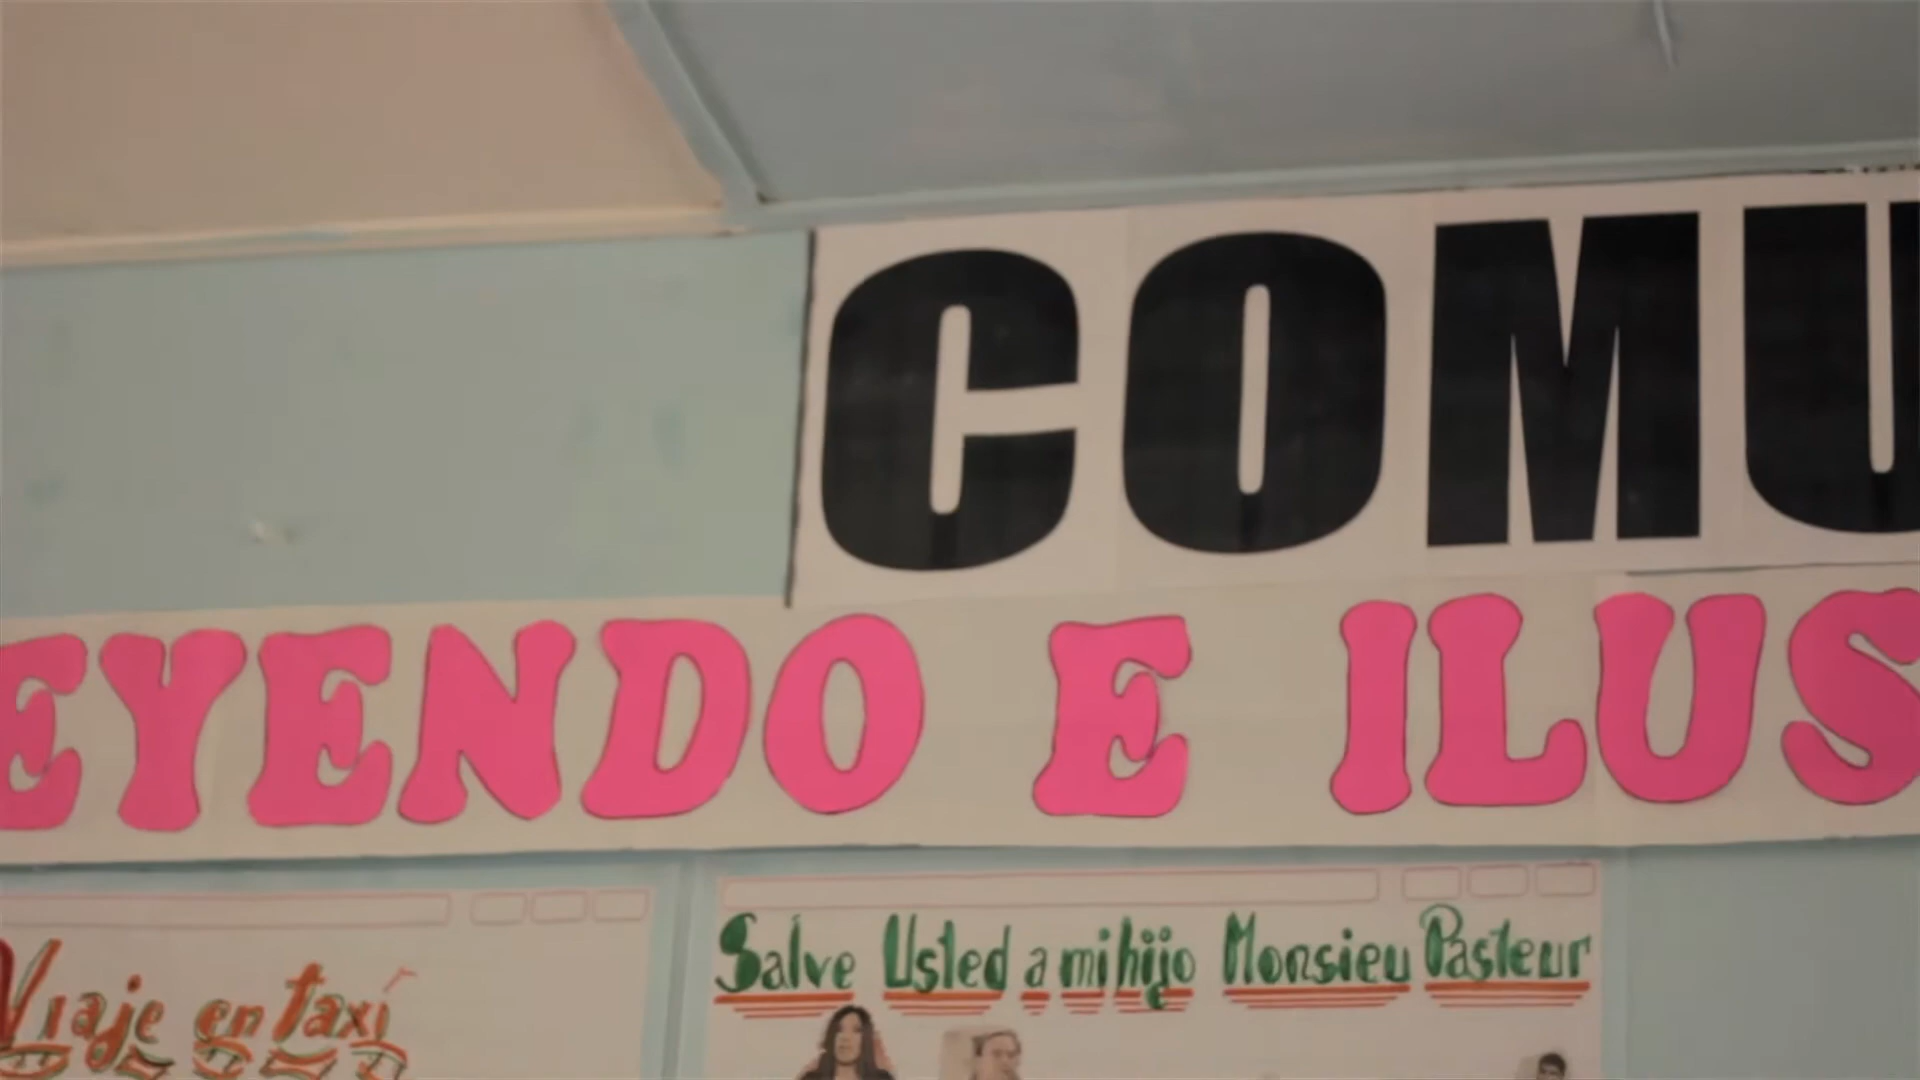 COMU
EYENDO E ILUS
Viaje en taxi
Salve Usted a mi hijo Monsieu Pasteur